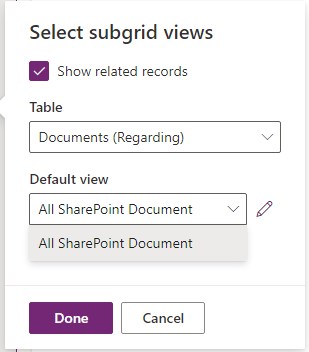 Select subgrid views
Show related records
Table
Documents (Regarding)
Default view
All SharePoint Document
All SharePoint Document
Done
Cancel